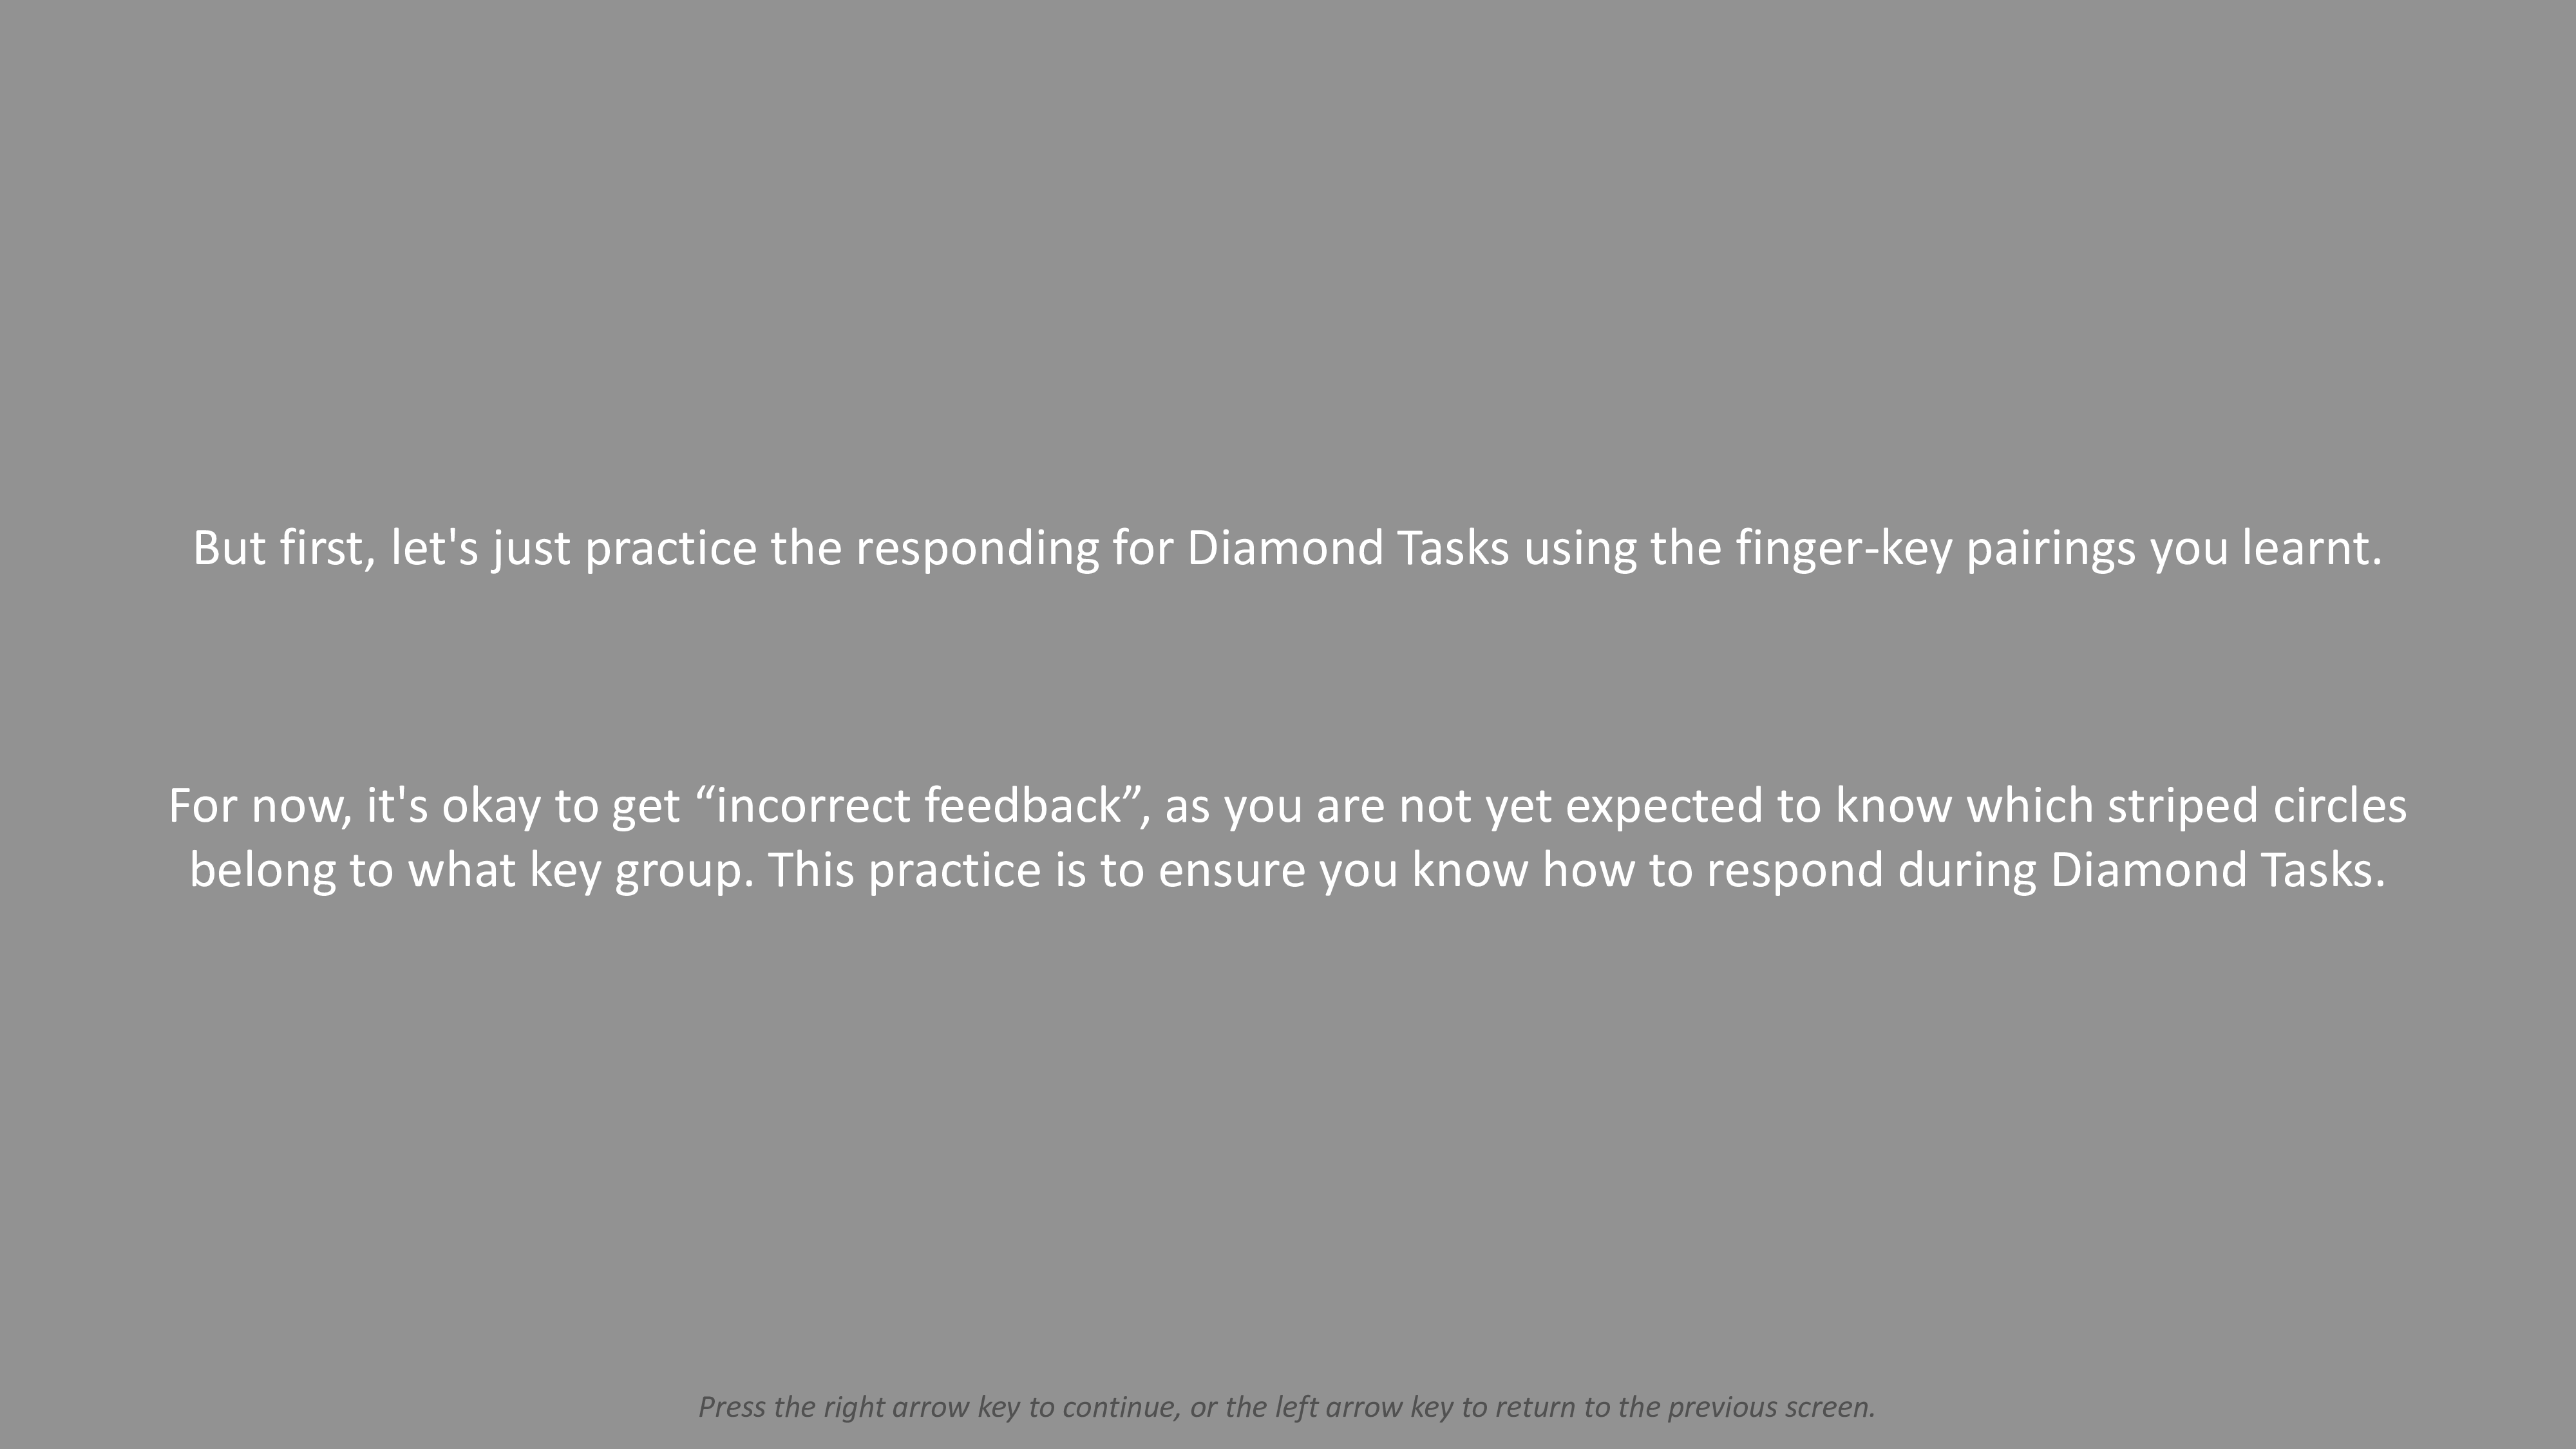 But first, let's just practice the responding for Diamond Tasks using the finger-key pairings you learnt.
For now, it's okay to get “incorrect feedback”, as you are not yet expected to know which striped circles
belong to what key group. This practice is to ensure you know how to respond during Diamond Tasks.
Press the right arrow key to continue, or the left arrow key to return to the previous screen.